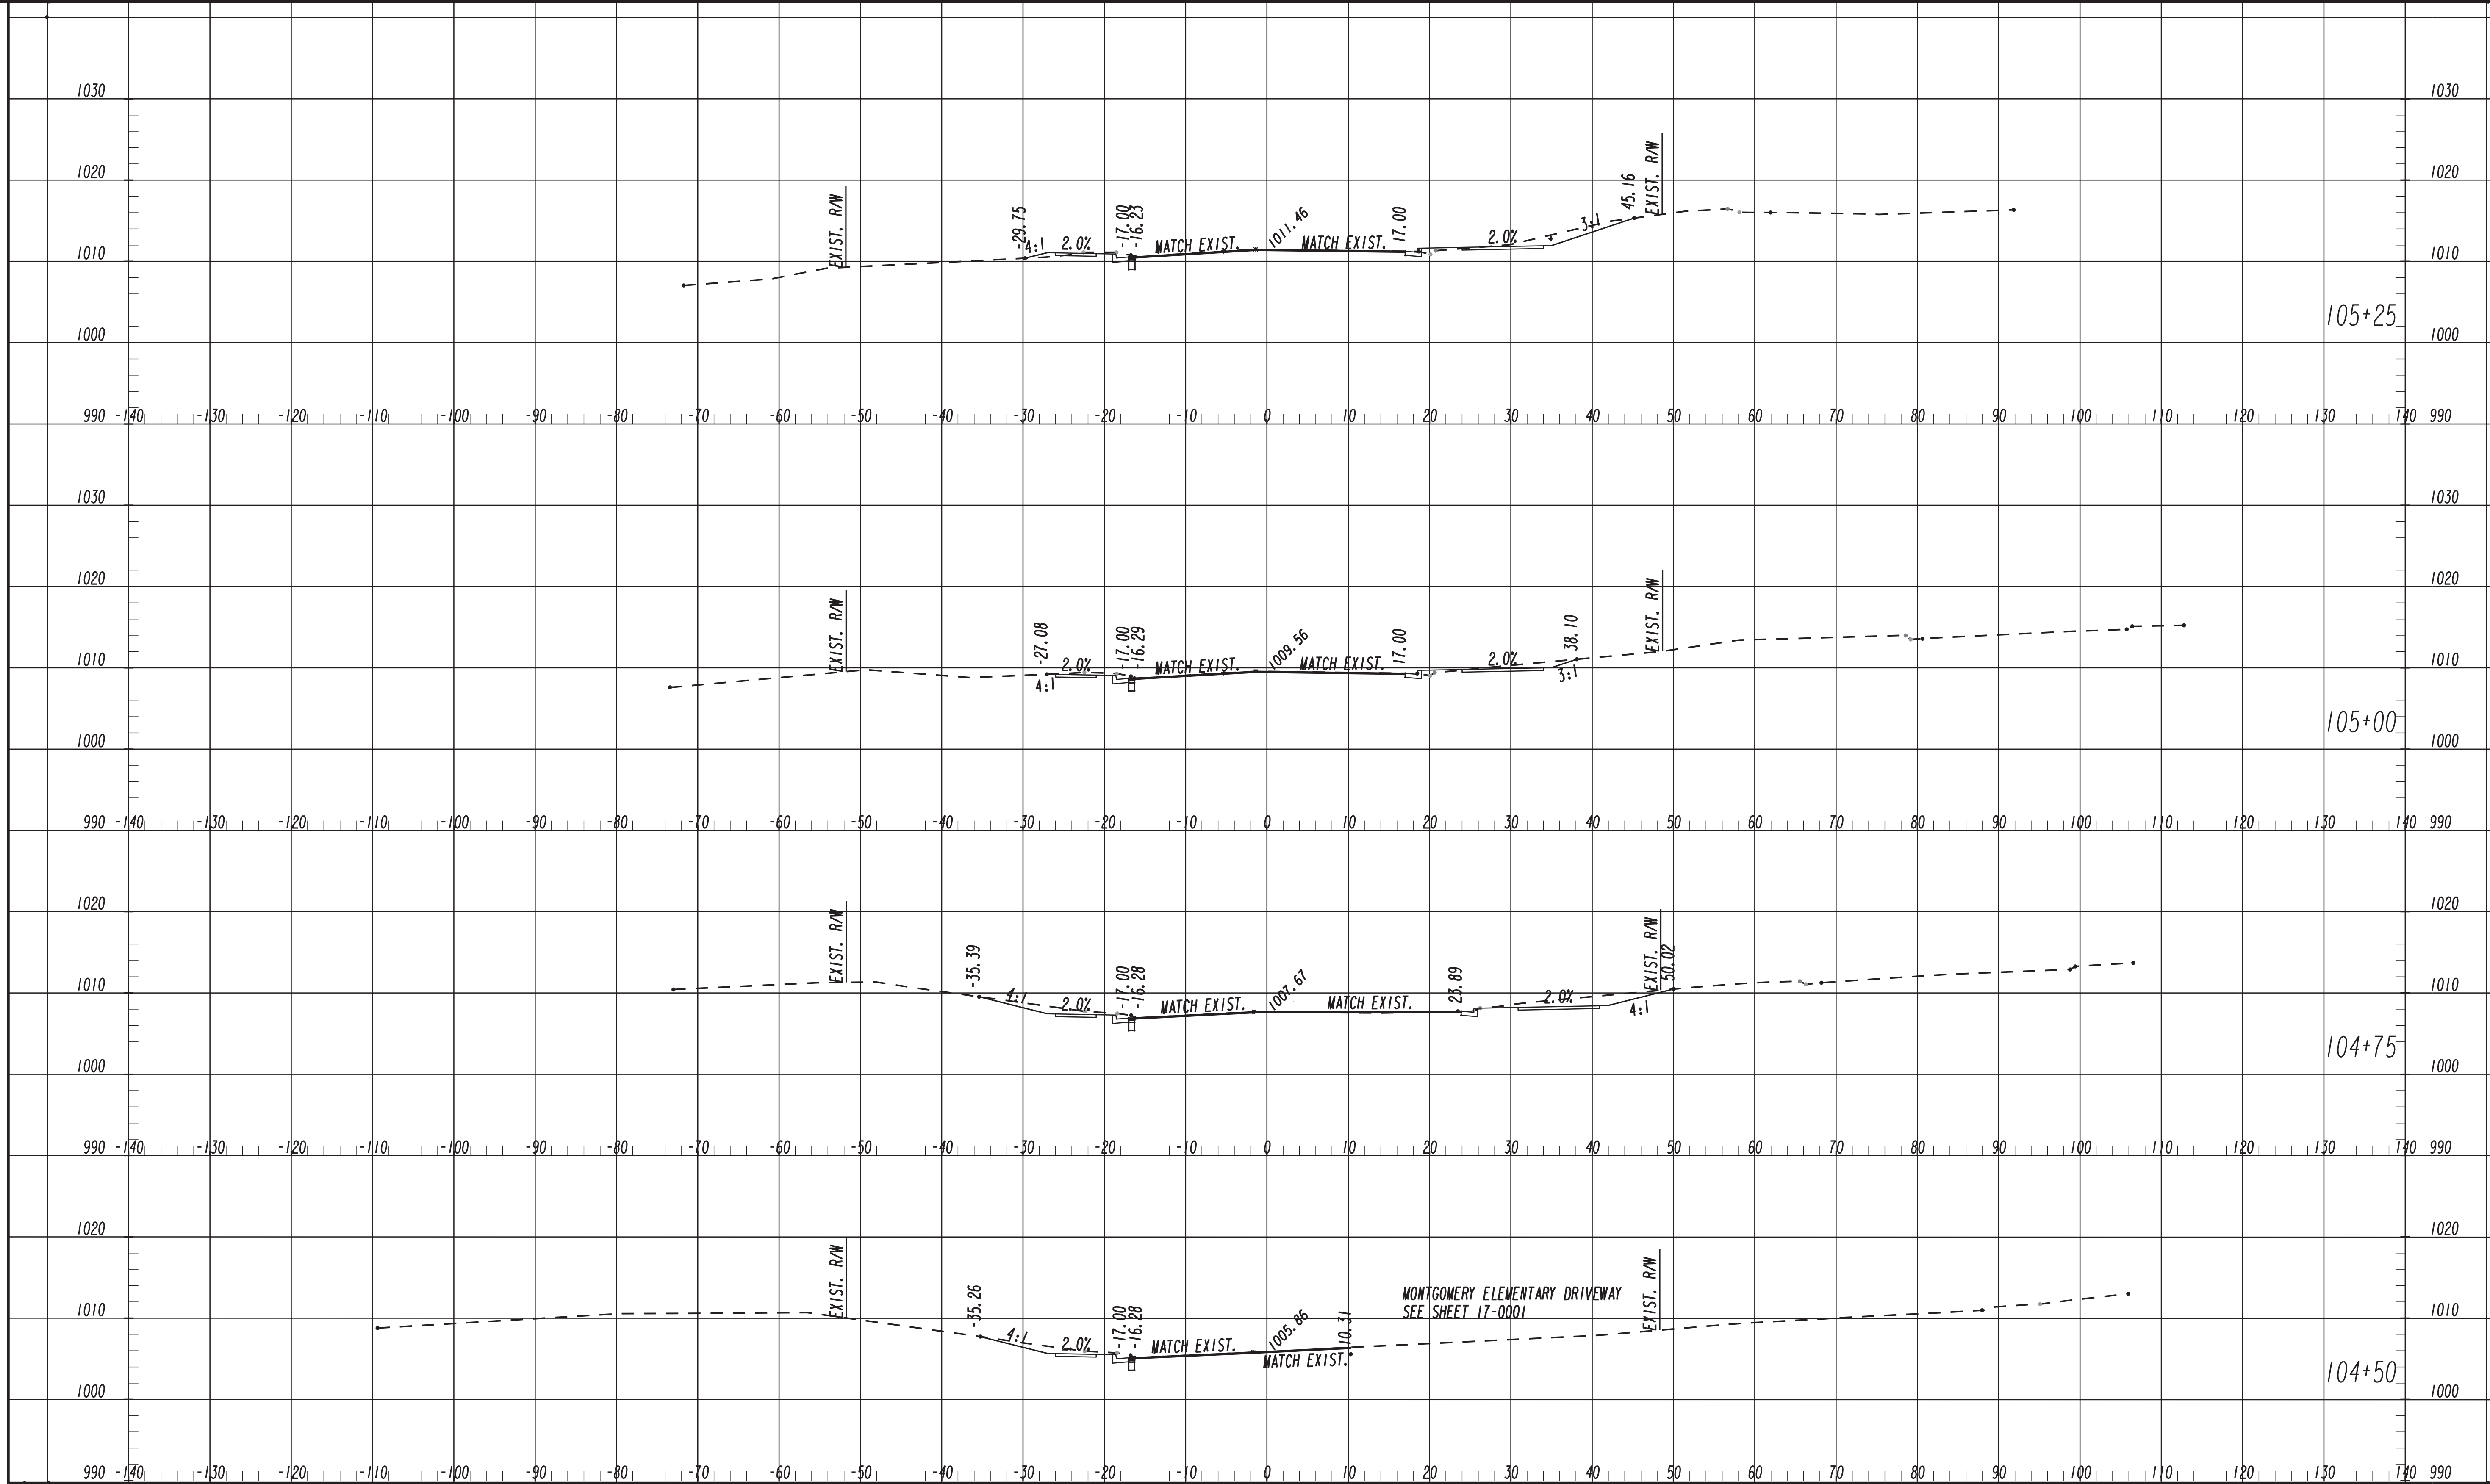 1030 1030
1020 1020
EXIST. R/W -29.75 4:1 2.0% -17.00 -16.23 MATCH EXIST. 1011.46 MATCH EXIST. 17.00 2.0% 3:1 45.16 EXIST. R/W
1010 1010
105+25
1000 1000
990 -140 -130 -120 -110 -100 -90 -80 -70 -60 -50 -40 -30 -20 -10 0 10 20 30 40 50 60 70 80 90 100 110 120 130 140 990
1030 1030
1020 1020
EXIST. R/W -27.08 4:1 2.0% -17.00 -16.29 MATCH EXIST. 1009.56 MATCH EXIST. 17.00 2.0% 38.10 3:1 EXIST. R/W
1010 1010
105+00
1000 1000
990 -140 -130 -120 -110 -100 -90 -80 -70 -60 -50 -40 -30 -20 -10 0 10 20 30 40 50 60 70 80 90 100 110 120 130 140 990
1020 1020
EXIST. R/W -35.39 4:1 2.0% -17.00 -16.28 MATCH EXIST. 1007.67 MATCH EXIST. 23.89 2.0% 4:1 EXIST. R/W 50.02
1010 1010
104+75
1000 1000
990 -140 -130 -120 -110 -100 -90 -80 -70 -60 -50 -40 -30 -20 -10 0 10 20 30 40 50 60 70 80 90 100 110 120 130 140 990
1020 1020
MONTGOMERY ELEMENTARY DRIVEWAY
SEE SHEET 17-0001
EXIST. R/W -35.26 4:1 2.0% -17.00 -16.28 MATCH EXIST. 1005.86 MATCH EXIST. 10.31 EXIST. R/W
1010 1010
104+50
1000 1000
990 -140 -130 -120 -110 -100 -90 -80 -70 -60 -50 -40 -30 -20 -10 0 10 20 30 40 50 60 70 80 90 100 110 120 130 140 990